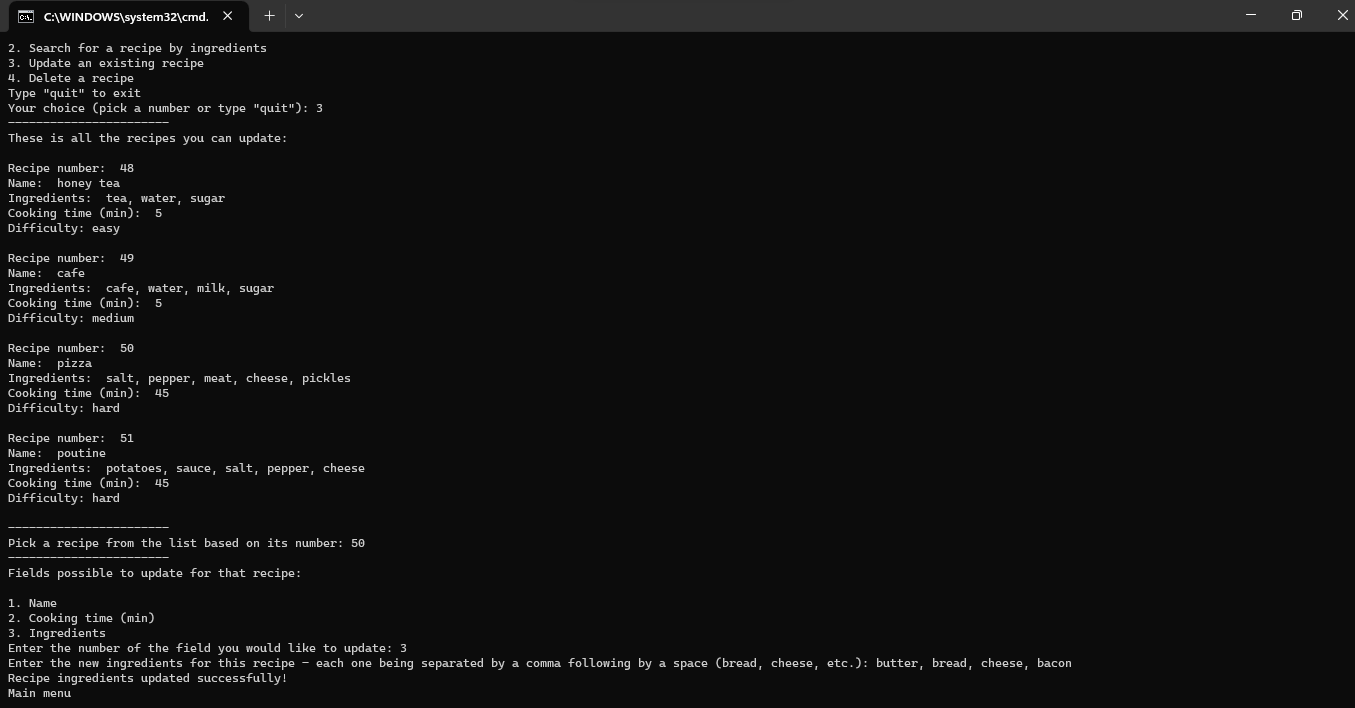 C:\WINDOWS\system32\cmd.
2. Search for a recipe by ingredients
3. Update an existing recipe
4. Delete a recipe
Type "quit" to exit
Your choice (pick a number or type "quit"): 3
-----------------------
These is all the recipes you can update:
Recipe number:  48
Name:  honey tea
Ingredients:  tea, water, sugar
Cooking time (min):  5
Difficulty: easy
Recipe number:  49
Name:  cafe
Ingredients:  cafe, water, milk, sugar
Cooking time (min):  5
Difficulty: medium
Recipe number:  50
Name:  pizza
Ingredients:  salt, pepper, meat, cheese, pickles
Cooking time (min):  45
Difficulty: hard
Recipe number:  51
Name:  poutine
Ingredients:  potatoes, sauce, salt, pepper, cheese
Cooking time (min):  45
Difficulty: hard
-----------------------
Pick a recipe from the list based on its number: 50
-----------------------
Fields possible to update for that recipe:
1. Name
2. Cooking time (min)
3. Ingredients
Enter the number of the field you would like to update: 3
Enter the new ingredients for this recipe - each one being separated by a comma following by a space (bread, cheese, etc.): butter, bread, cheese, bacon
Recipe ingredients updated successfully!
Main menu